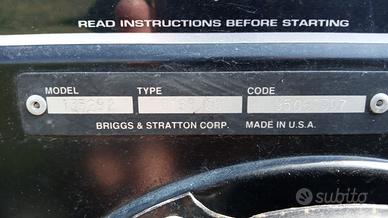 READ INSTRUCTIONS BEFORE STARTING
MODEL TYPE CODE
BRIGGS & STRATTON CORP. MADE IN U.S.A.
subito